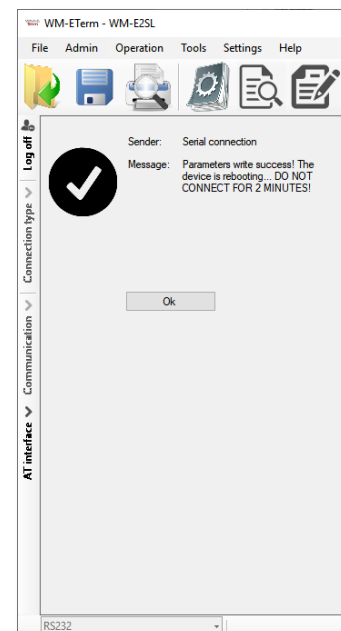 WM-ETerm - WM-E2SL
File Admin Operation Tools Settings Help
Log off
Connection type
Communication
AT interface
Sender: Serial connection
Message: Parameters write success! The
device is rebooting... DO NOT
CONNECT FOR 2 MINUTES!
Ok
RS232